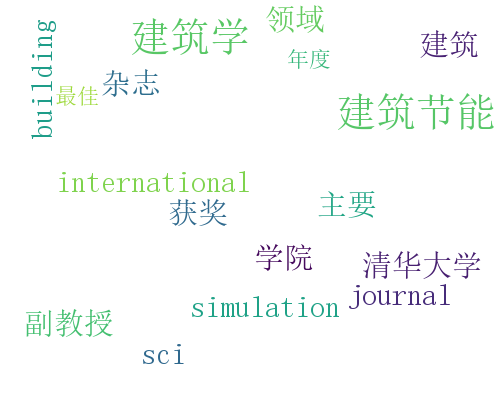 建筑学
领域
建筑
building
年度
杂志
最佳
建筑节能
international
主要
获奖
学院
清华大学
journal
simulation
副教授
sci